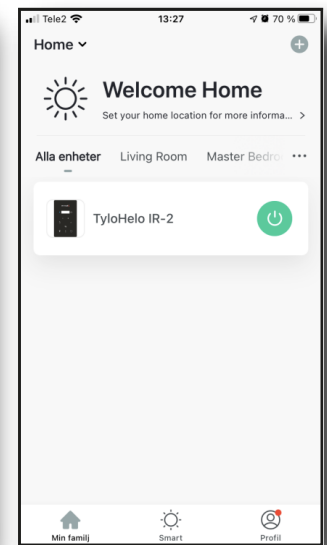 Tele2 13:27 70 %
Home
Welcome Home
Set your home location for more informa...
Alla enheter Living Room Master Bedro
TyloHelo IR-2
Min familj Smart Profil